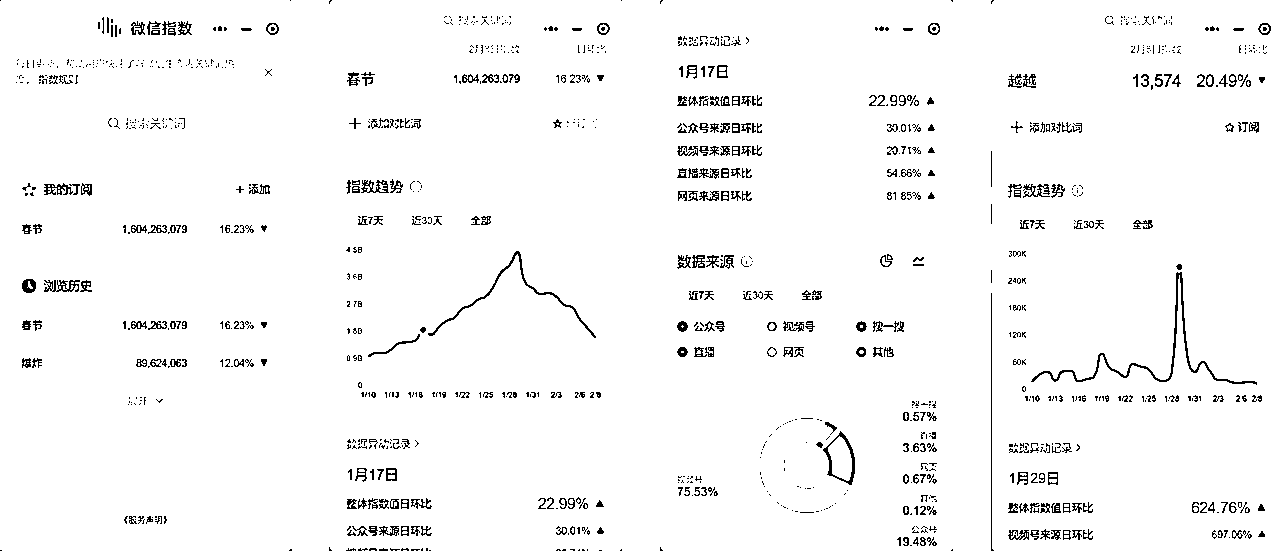 微信指数
指数规则
搜索关键词
我的订阅
+ 添加
春节 1,604,263,079 16.23% ▼
浏览历史
春节 1,604,263,079 16.23% ▼
爆炸 89,624,063 12.04% ▼
展开
《服务声明》
搜索关键词
日环比
春节 1,604,263,079 16.23% ▼
+ 添加对比词
指数趋势
近7天 近30天 全部
4.5B
3.6B
2.7B
1.8B
0.9B
0
1/10 1/13 1/16 1/19 1/22 1/25 1/28 1/31 2/3 2/6 2/8
数据异动记录 >
1月17日
整体指数值日环比 22.99% ▲
公众号来源日环比 30.01% ▲
数据异动记录 >
1月17日
整体指数值日环比 22.99% ▲
公众号来源日环比 30.01% ▲
视频号来源日环比 20.71% ▲
直播来源日环比 54.66% ▲
网页来源日环比 81.85% ▲
数据来源
近7天 近30天 全部
公众号 视频号 搜一搜
直播 网页 其他
搜一搜
0.57%
直播
3.63%
网页
0.67%
其他
0.12%
公众号
19.48%
视频号
75.53%
搜索关键词
日环比
越越 13,574 20.49% ▼
+ 添加对比词
订阅
指数趋势
近7天 近30天 全部
300K
240K
180K
120K
60K
0
1/10 1/13 1/16 1/19 1/22 1/25 1/28 1/31 2/3 2/6 2/8
数据异动记录 >
1月29日
整体指数值日环比 624.76% ▲
视频号来源日环比 697.06% ▲